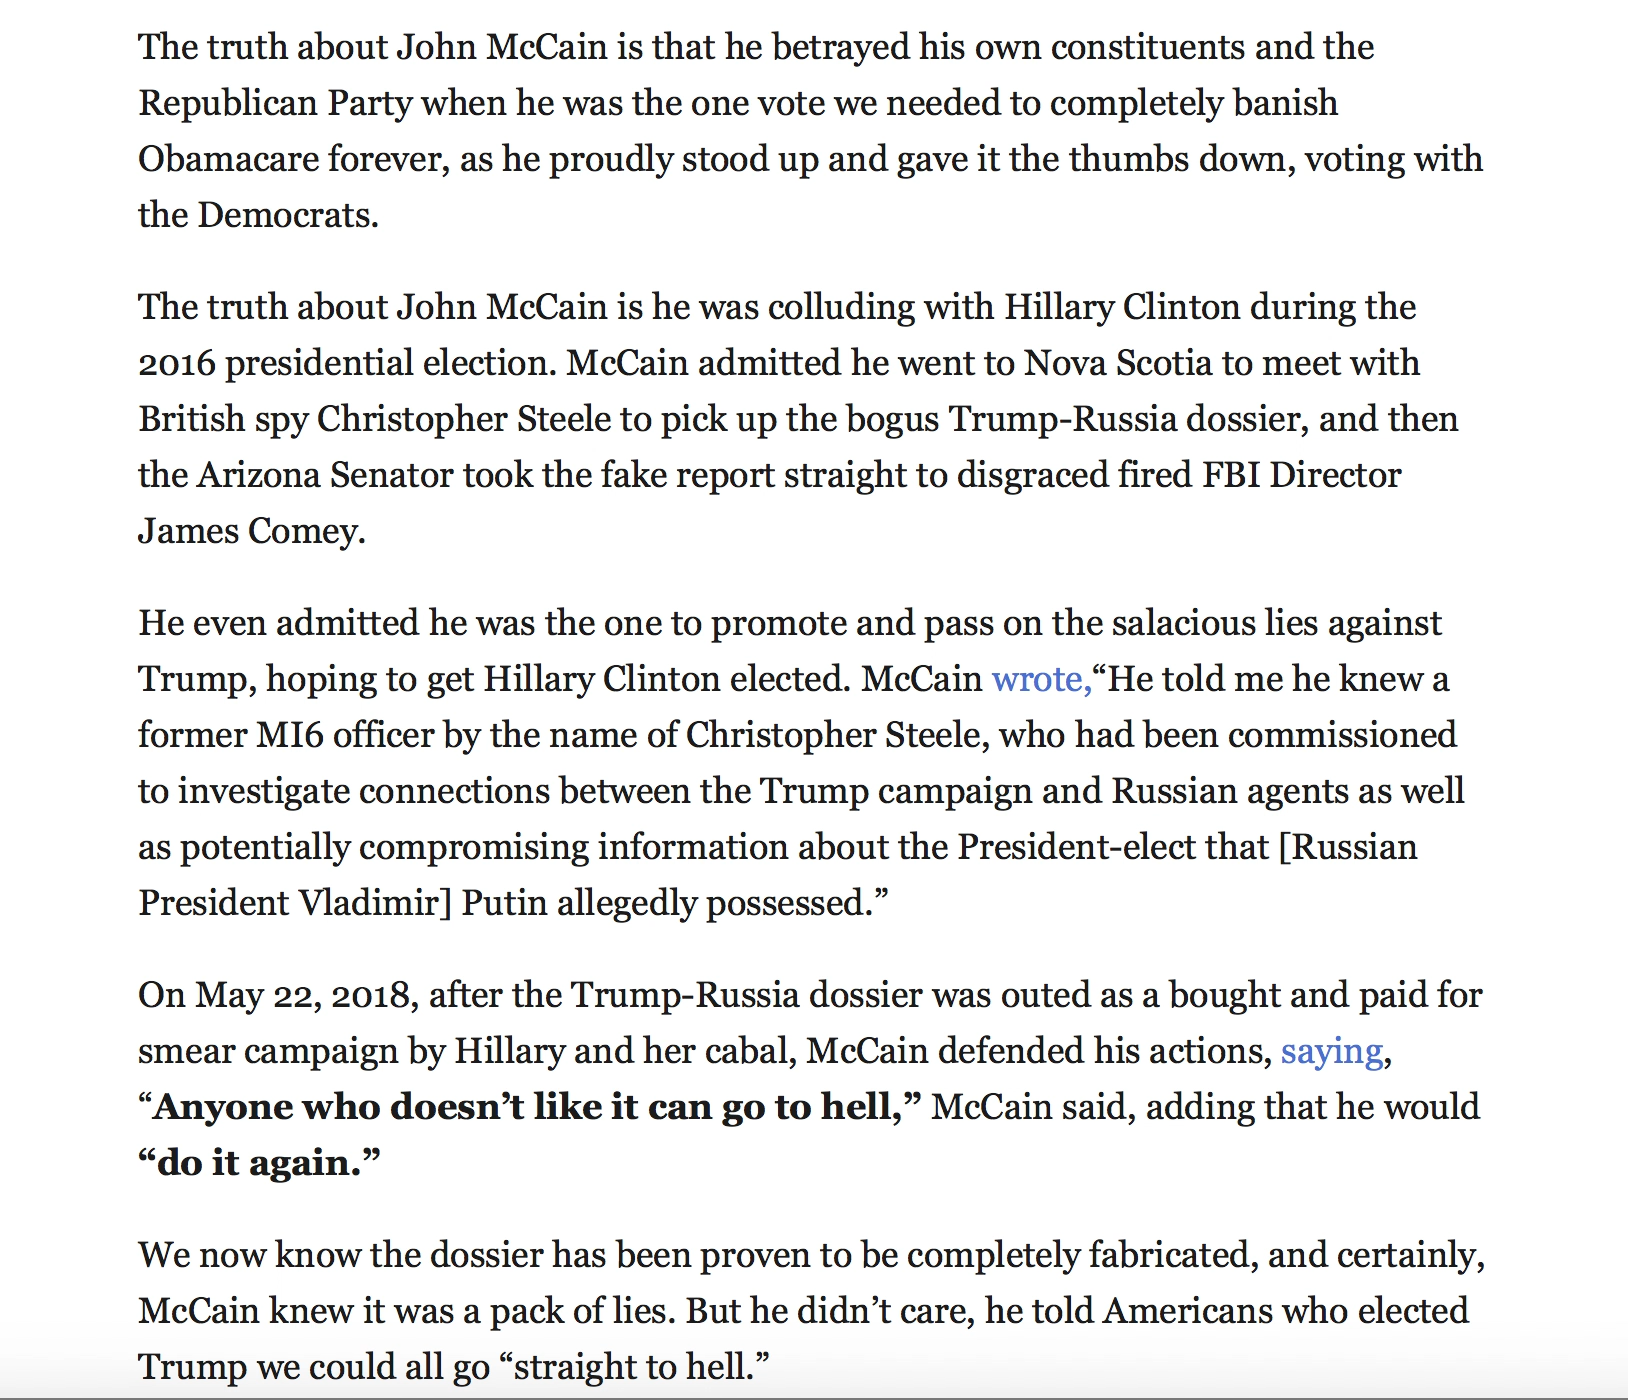 The truth about John McCain is that he betrayed his own constituents and the
Republican Party when he was the one vote we needed to completely banish
Obamacare forever, as he proudly stood up and gave it the thumbs down, voting with
the Democrats.
The truth about John McCain is he was colluding with Hillary Clinton during the
2016 presidential election. McCain admitted he went to Nova Scotia to meet with
British spy Christopher Steele to pick up the bogus Trump-Russia dossier, and then
the Arizona Senator took the fake report straight to disgraced fired FBI Director
James Comey.
He even admitted he was the one to promote and pass on the salacious lies against
Trump, hoping to get Hillary Clinton elected. McCain wrote,“He told me he knew a
former MI6 officer by the name of Christopher Steele, who had been commissioned
to investigate connections between the Trump campaign and Russian agents as well
as potentially compromising information about the President-elect that [Russian
President Vladimir] Putin allegedly possessed.”
On May 22, 2018, after the Trump-Russia dossier was outed as a bought and paid for
smear campaign by Hillary and her cabal, McCain defended his actions, saying,
“Anyone who doesn’t like it can go to hell,” McCain said, adding that he would
“do it again.”
We now know the dossier has been proven to be completely fabricated, and certainly,
McCain knew it was a pack of lies. But he didn’t care, he told Americans who elected
Trump we could all go “straight to hell.”